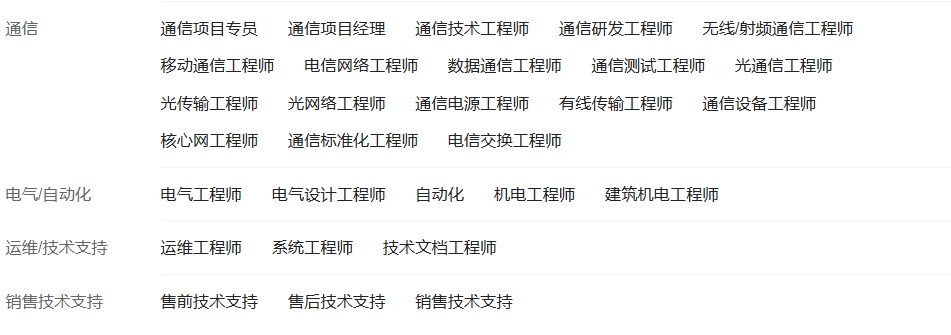 通信 通信项目专员 通信项目经理 通信技术工程师 通信研发工程师 无线/射频通信工程师
移动通信工程师 电信网络工程师 数据通信工程师 通信测试工程师 光通信工程师
光传输工程师 光网络工程师 通信电源工程师 有线传输工程师 通信设备工程师
核心网工程师 通信标准化工程师 电信交换工程师
电气/自动化 电气工程师 电气设计工程师 自动化 机电工程师 建筑机电工程师
运维/技术支持 运维工程师 系统工程师 技术文档工程师
销售技术支持 售前技术支持 售后技术支持 销售技术支持